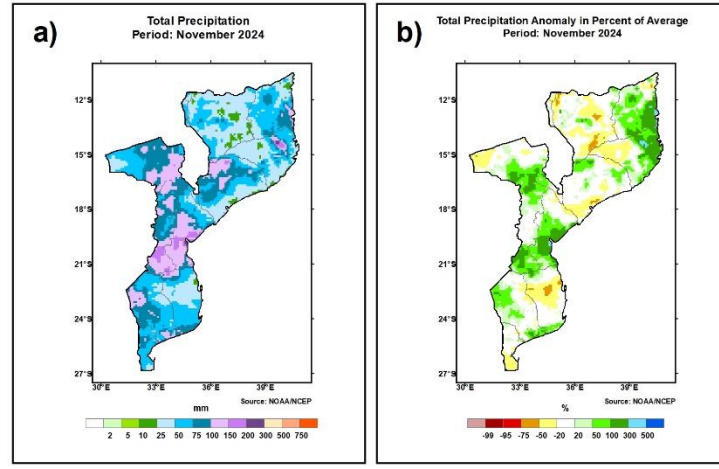 a)
Total Precipitation
Period: November 2024
12°S
15°S
18°S
21°S
24°S
27°S
30°E
33°E
36°E
39°E
Source: NOAA/NCEP
mm
2 5 10 25 50 75 100 150 200 300 500 750
b)
Total Precipitation Anomaly in Percent of Average
Period: November 2024
12°S
15°S
18°S
21°S
24°S
27°S
30°E
33°E
36°E
39°E
Source: NOAA/NCEP
%
-99 -95 -75 -50 -20 20 50 100 300 500